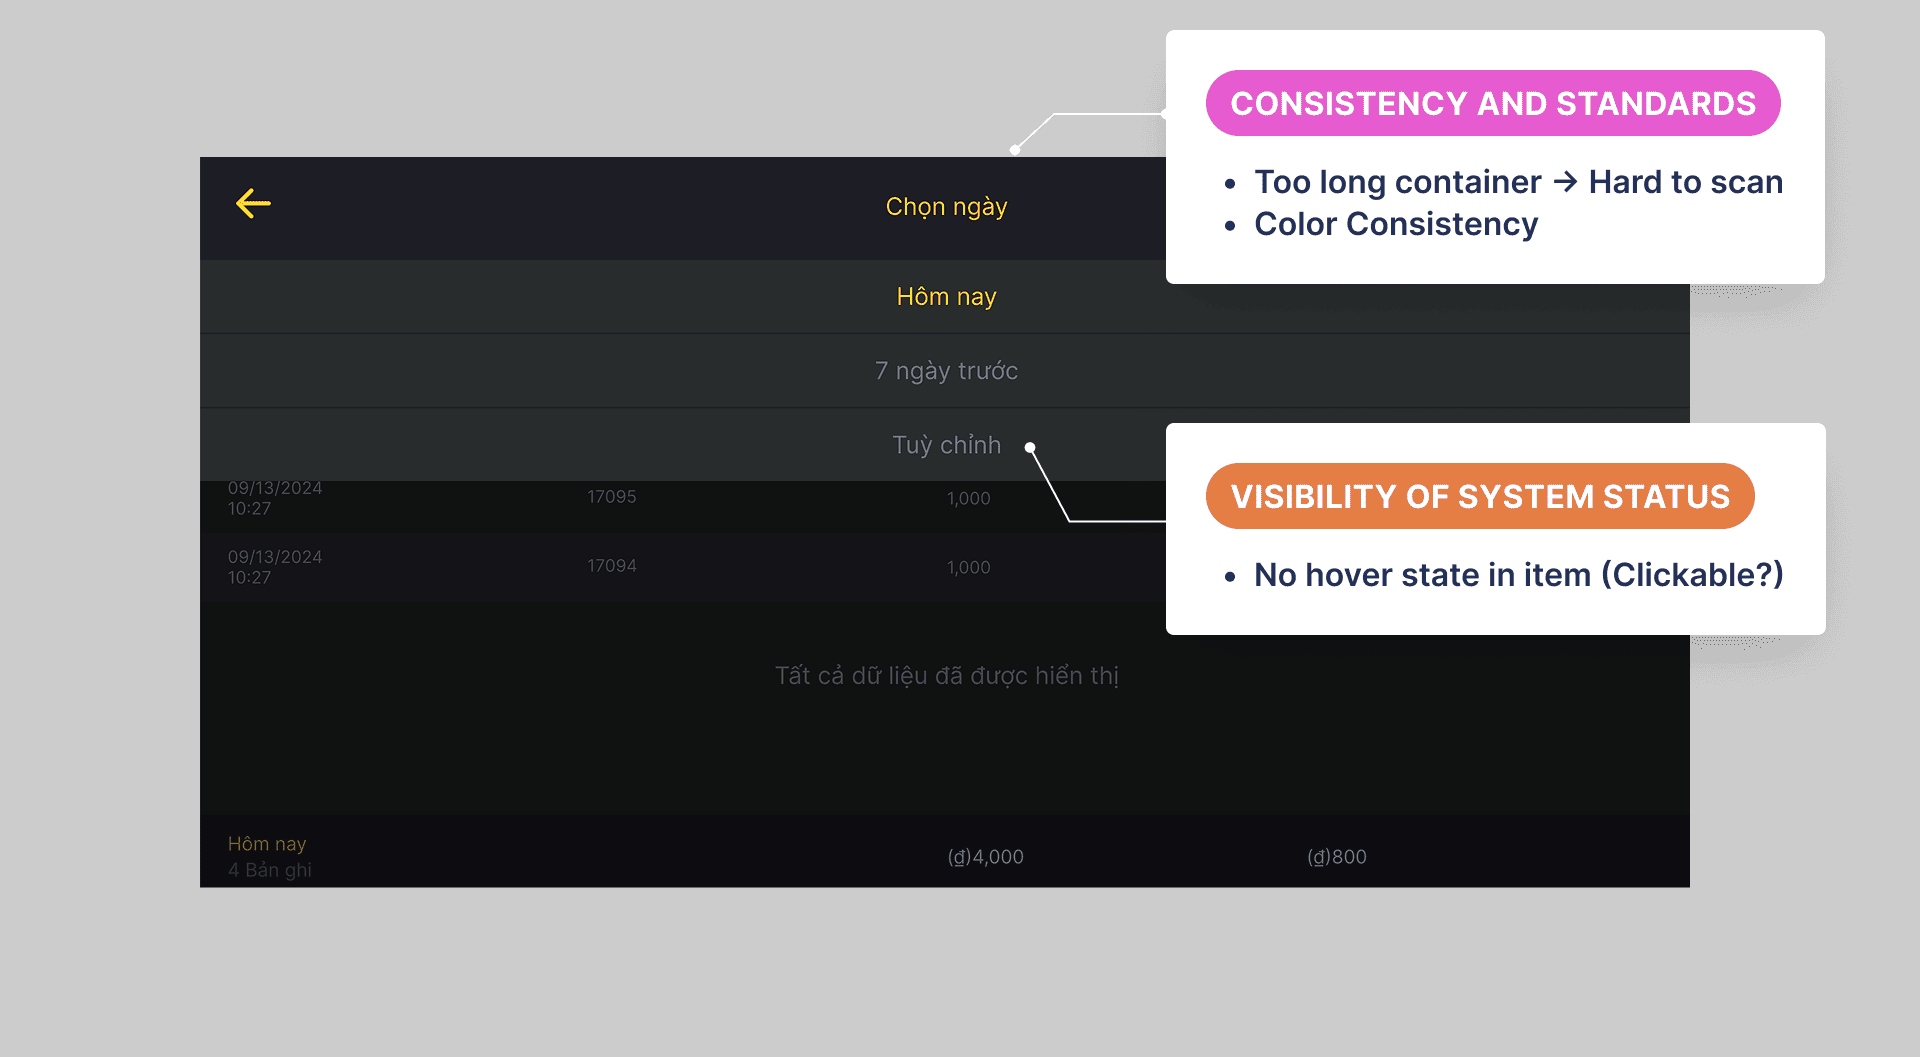 CONSISTENCY AND STANDARDS
• Too long container → Hard to scan
• Color Consistency
Chọn ngày
Hôm nay
7 ngày trước
Tuỳ chỉnh
VISIBILITY OF SYSTEM STATUS
• No hover state in item (Clickable?)
09/13/2024
10:27
17095
1,000
09/13/2024
10:27
17094
1,000
Tất cả dữ liệu đã được hiển thị
Hôm nay
4 Bản ghi
(₫)4,000
(₫)800